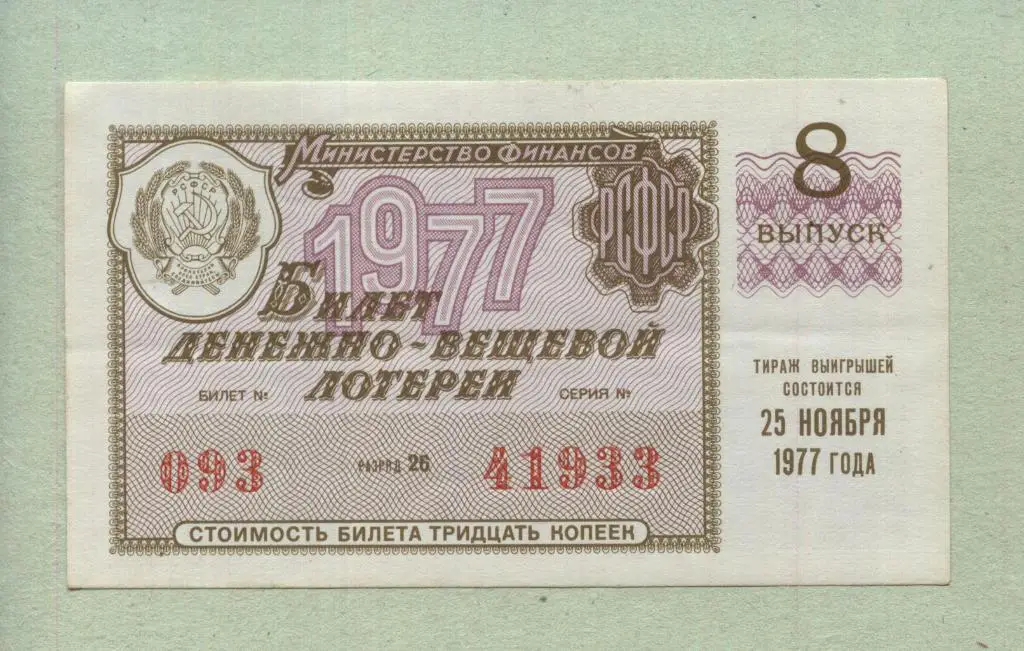 Министерство финансов
РСФСР
1977
РСФСР
Билет
денежно-вещевой
лотереи
БИЛЕТ №
СЕРИЯ №
093
РАЗРЯД 26
41933
СТОИМОСТЬ БИЛЕТА ТРИДЦАТЬ КОПЕЕК
8
ВЫПУСК
ТИРАЖ ВЫИГРЫШЕЙ
СОСТОИТСЯ
25 НОЯБРЯ
1977 ГОДА